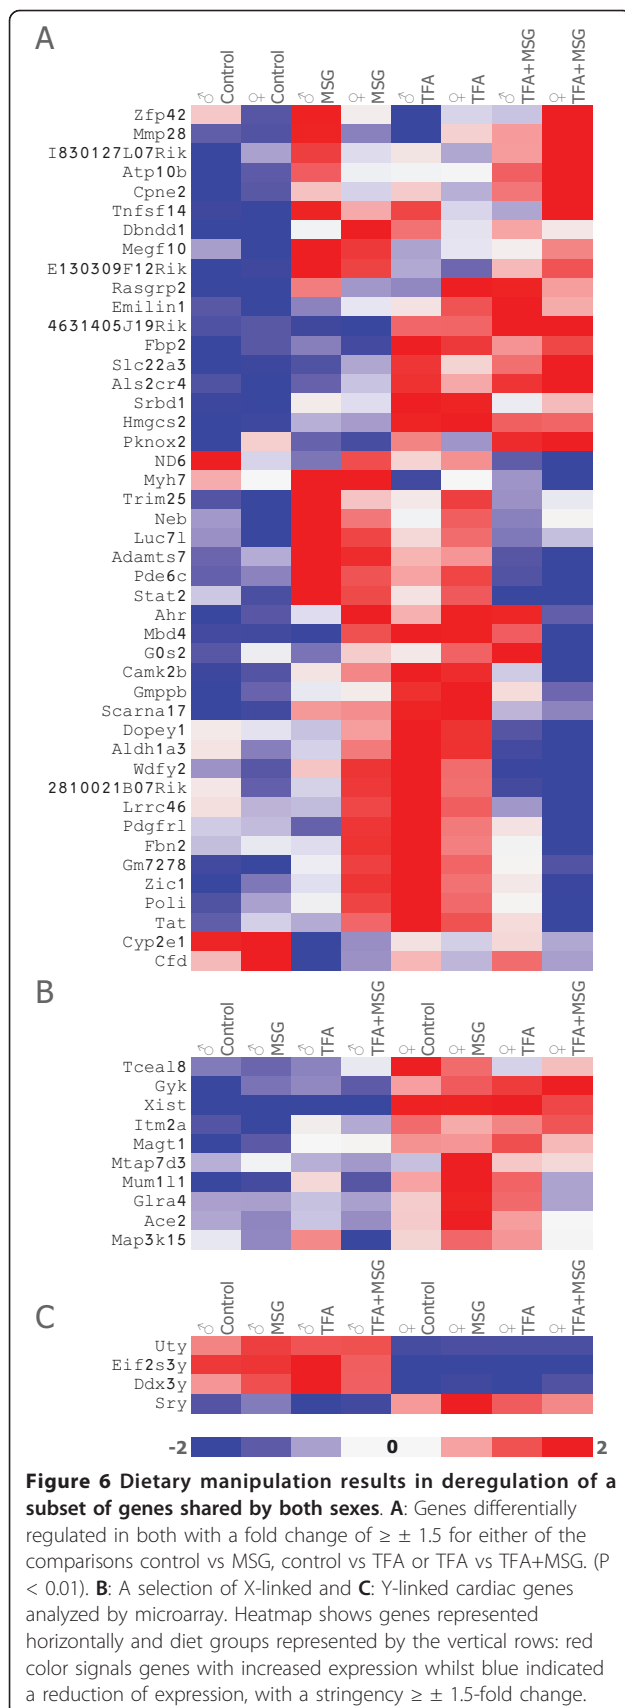 A
♂ Control
♀ Control
♂ MSG
♀ MSG
♂ TFA
♀ TFA
♂ TFA+MSG
♀ TFA+MSG
Zfp42
Mmp28
I830127L07Rik
Atp10b
Cpne2
Tnfsf14
Dbndd1
Megf10
E130309F12Rik
Rasgrp2
Emilin1
4631405J19Rik
Fbp2
Slc22a3
Als2cr4
Srbd1
Hmgcs2
Pknox2
ND6
Myh7
Trim25
Neb
Luc7l
Adamts7
Pde6c
Stat2
Ahr
Mbd4
G0s2
Camk2b
Gmppb
Scarna17
Dopey1
Aldh1a3
Wdfy2
2810021B07Rik
Lrrc46
Pdgfrl
Fbn2
Gm7278
Zic1
Poli
Tat
Cyp2e1
Cfd
B
♂ Control
♂ MSG
♂ TFA
♂ TFA+MSG
♀ Control
♀ MSG
♀ TFA
♀ TFA+MSG
Tceal8
Gyk
Xist
Itm2a
Magt1
Mtap7d3
Mum1l1
Glra4
Ace2
Map3k15
C
♂ Control
♂ MSG
♂ TFA
♂ TFA+MSG
♀ Control
♀ MSG
♀ TFA
♀ TFA+MSG
Uty
Eif2s3y
Ddx3y
Sry
-2 0 2
Figure 6 Dietary manipulation results in deregulation of a
subset of genes shared by both sexes. A: Genes differentially
regulated in both with a fold change of ≥ ± 1.5 for either of the
comparisons control vs MSG, control vs TFA or TFA vs TFA+MSG. (P
< 0.01). B: A selection of X-linked and C: Y-linked cardiac genes
analyzed by microarray. Heatmap shows genes represented
horizontally and diet groups represented by the vertical rows: red
color signals genes with increased expression whilst blue indicated
a reduction of expression, with a stringency ≥ ± 1.5-fold change.